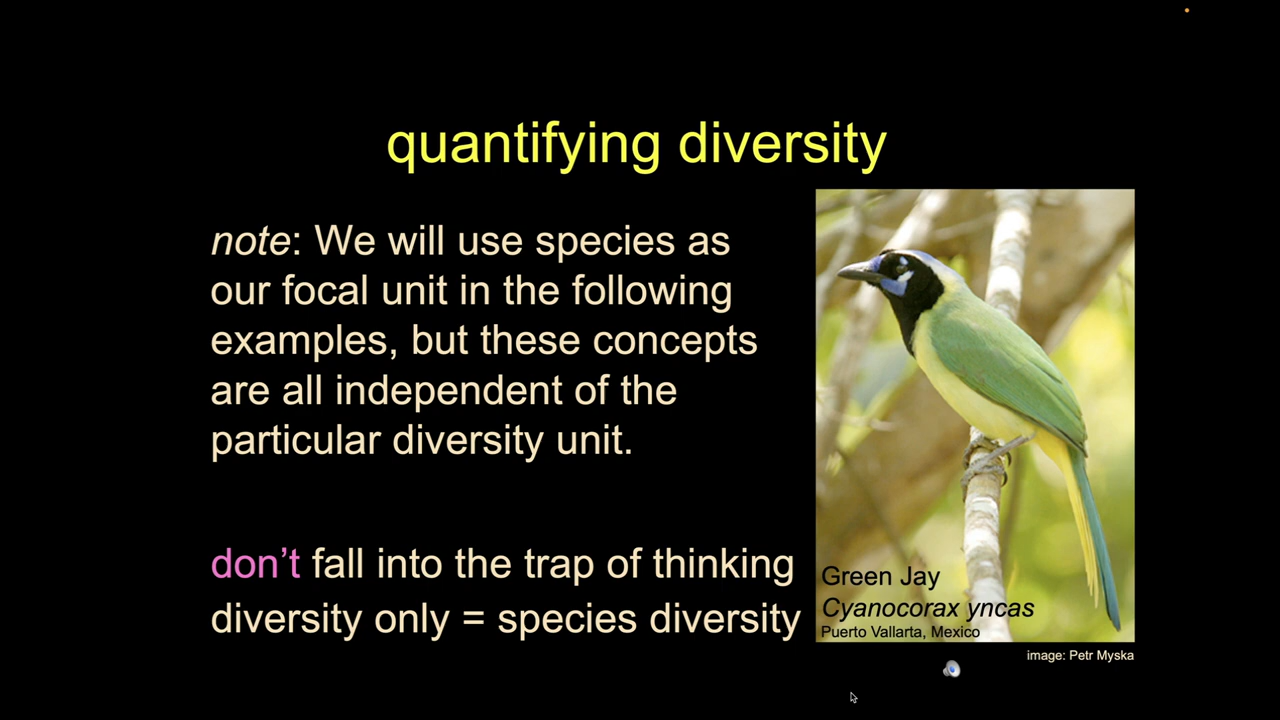 quantifying diversity
note: We will use species as
our focal unit in the following
examples, but these concepts
are all independent of the
particular diversity unit.
don’t fall into the trap of thinking
diversity only = species diversity
Green Jay
Cyanocorax yncas
Puerto Vallarta, Mexico
image: Petr Myska